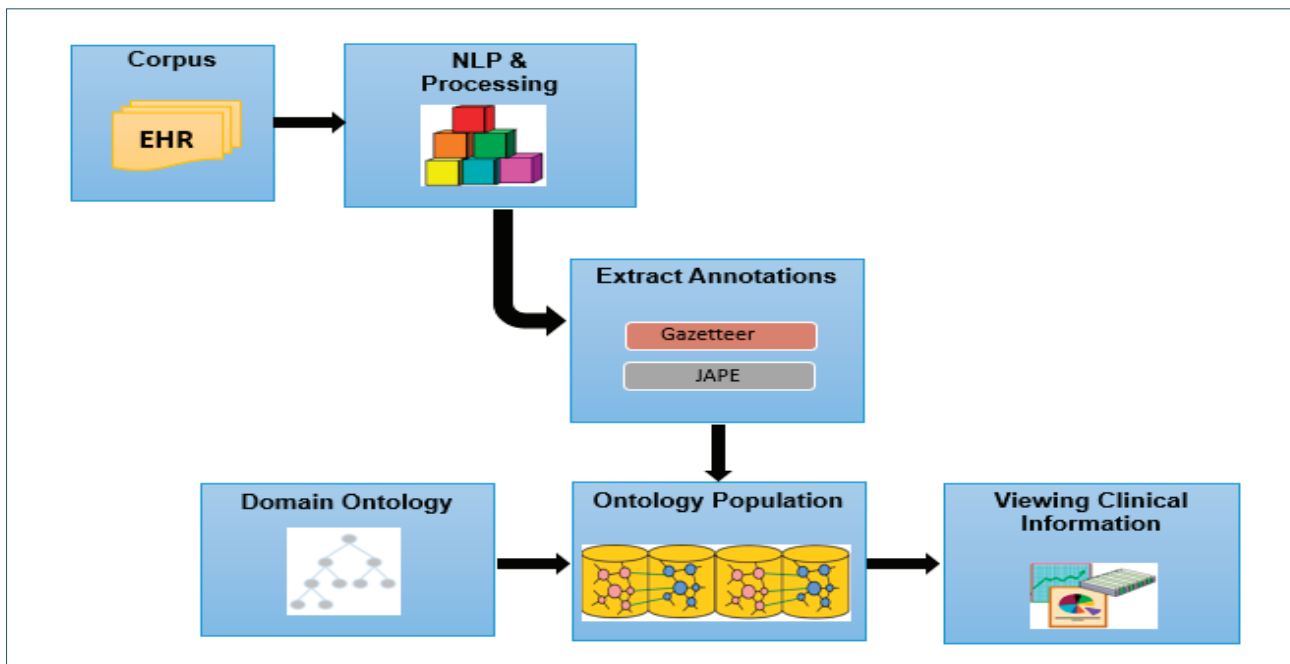 Corpus
EHR
NLP &
Processing
Extract Annotations
Gazetteer
JAPE
Domain Ontology
Ontology Population
Viewing Clinical
Information